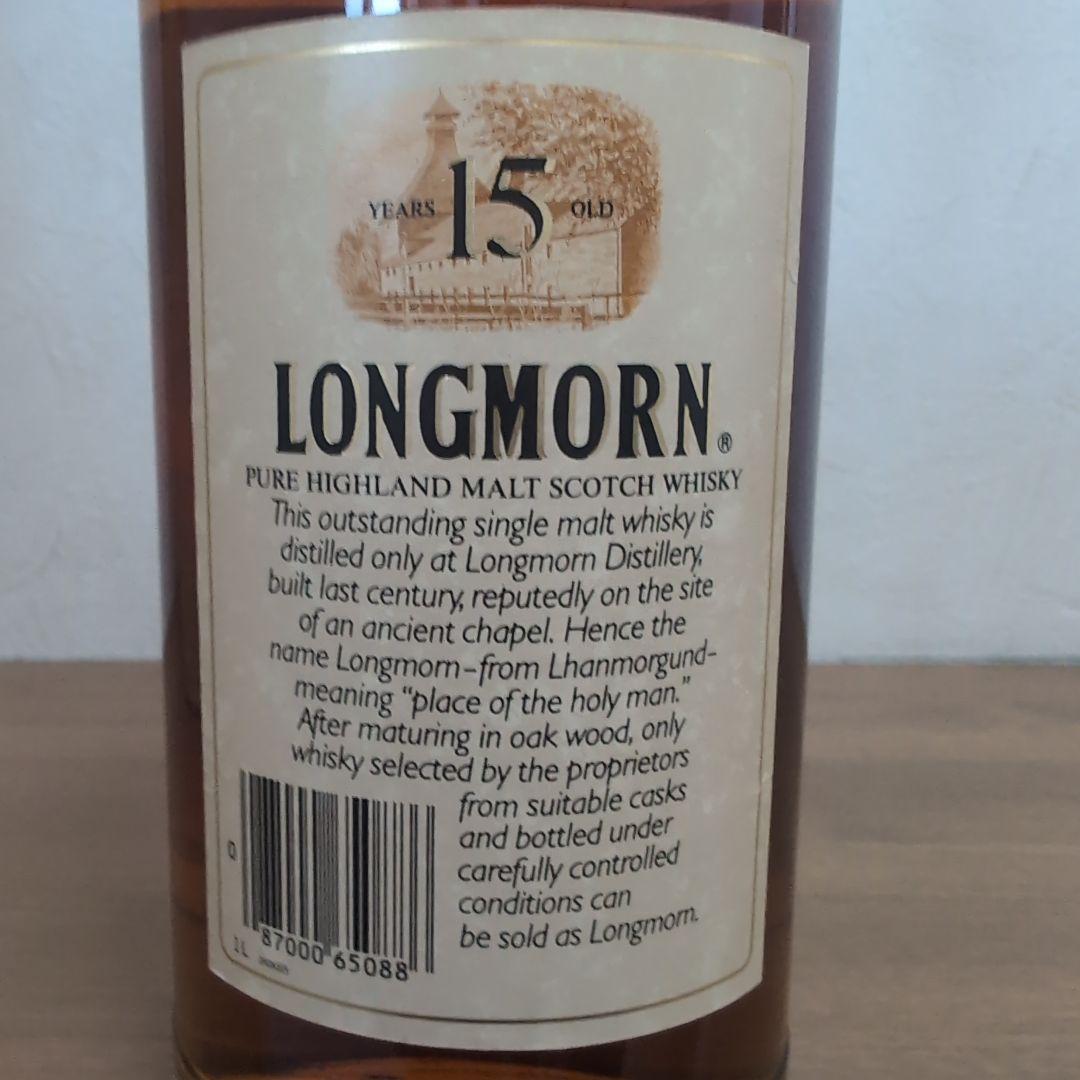 YEARS 15 OLD
LONGMORN®
PURE HIGHLAND MALT SCOTCH WHISKY
This outstanding single malt whisky is
distilled only at Longmorn Distillery,
built last century, reputedly on the site
of an ancient chapel. Hence the
name Longmorn-from Lhanmorgund-
meaning "place of the holy man."
After maturing in oak wood, only
whisky selected by the proprietors
from suitable casks
and bottled under
carefully controlled
conditions can
be sold as Longmorn.
0
87000 65088
1L